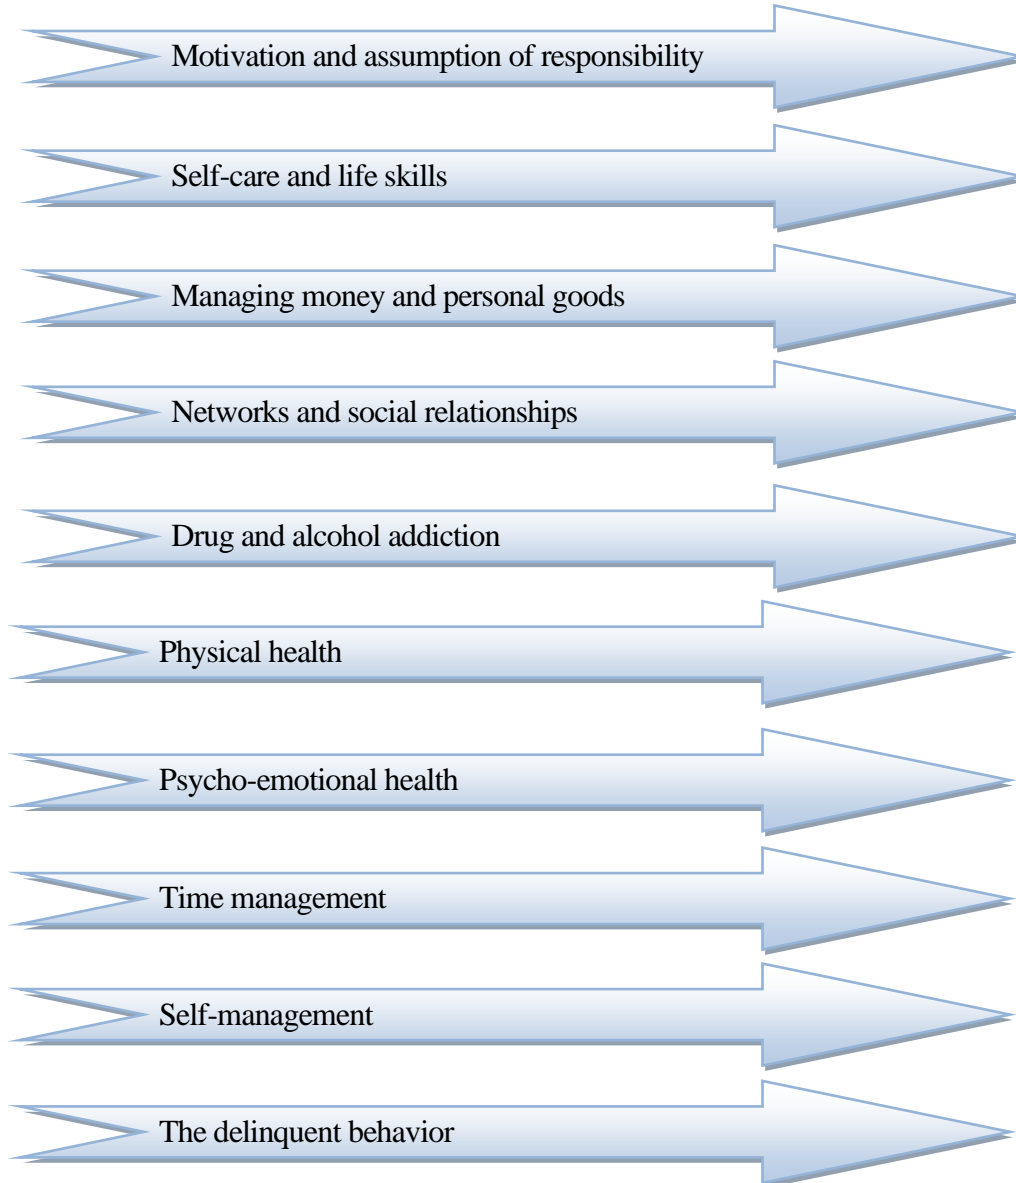 Motivation and assumption of responsibility
Self-care and life skills
Managing money and personal goods
Networks and social relationships
Drug and alcohol addiction
Physical health
Psycho-emotional health
Time management
Self-management
The delinquent behavior